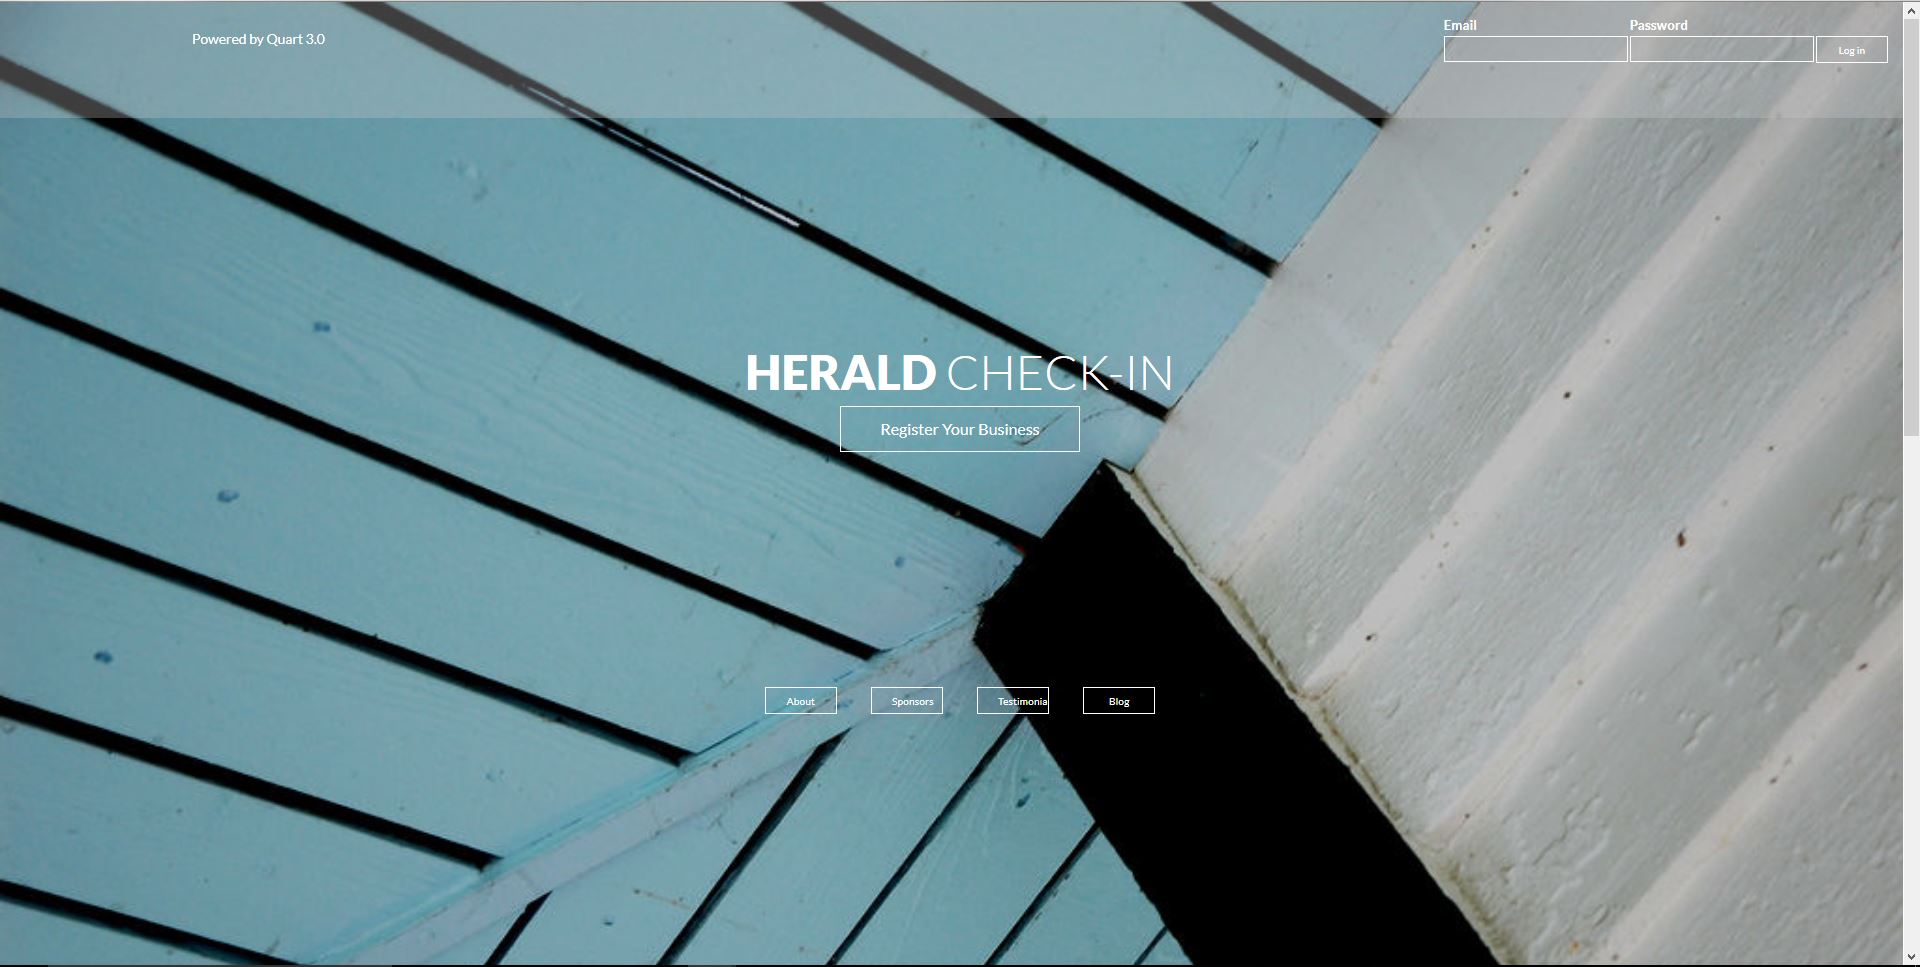 Powered by Quart 3.0
Email
Password
Log in
HERALD CHECK-IN
Register Your Business
About
Sponsors
Testimonia
Blog